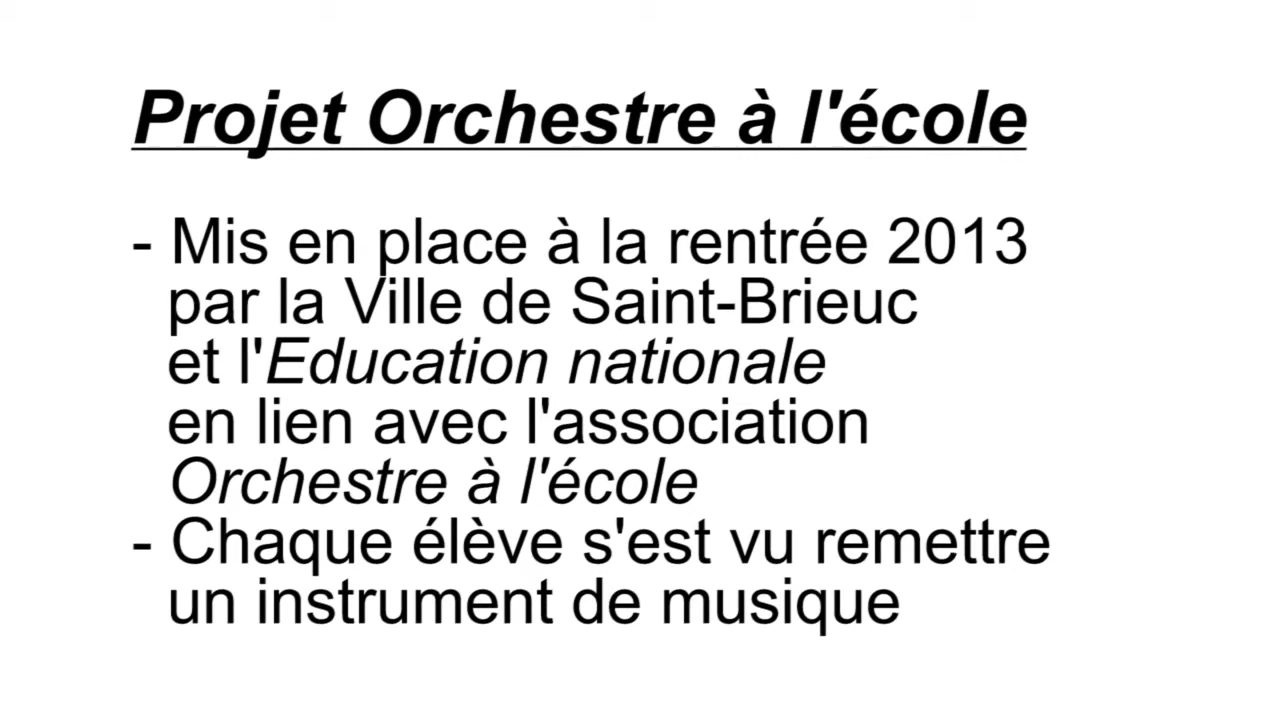 Projet Orchestre à l'école
- Mis en place à la rentrée 2013
par la Ville de Saint-Brieuc
et l'Education nationale
en lien avec l'association
Orchestre à l'école
- Chaque élève s'est vu remettre
un instrument de musique